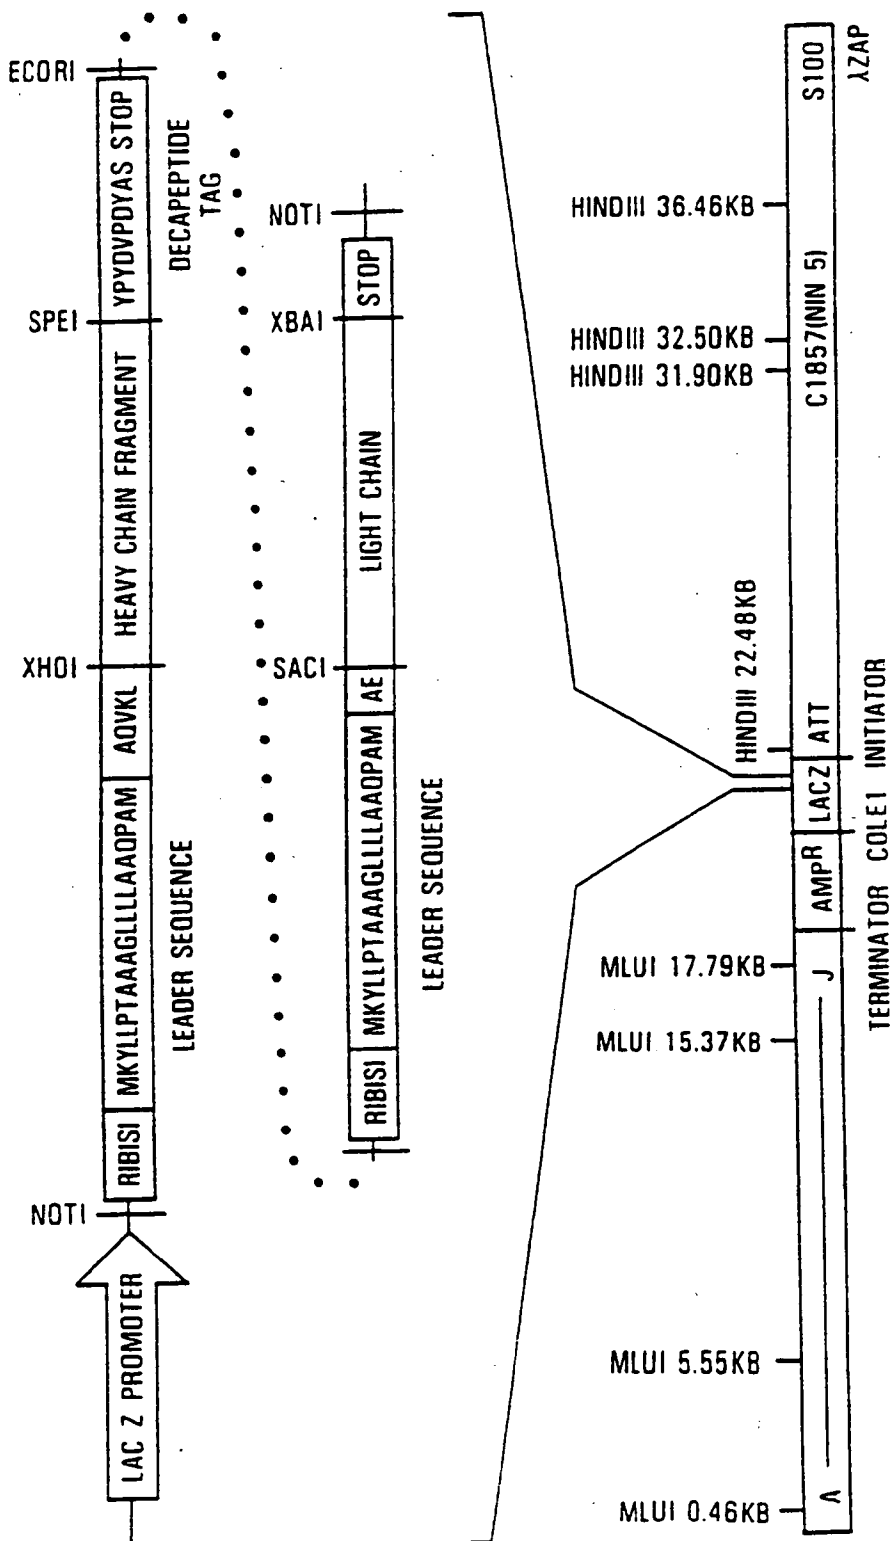 LAC Z PROMOTER
NOTI
RIBISI
MKYLLPTAAAGLLLLAAQPAM
AQVKL
XHOI
HEAVY CHAIN FRAGMENT
SPEI
YPYDVPDYAS STOP
ECORI
LEADER SEQUENCE
DECAPEPTIDE
TAG
RIBISI
MKYLLPTAAAGLLLLAAQPAM
AE
SACI
LIGHT CHAIN
XBAI
STOP
NOTI
LEADER SEQUENCE
MLUI 0.46KB
MLUI 5.55KB
MLUI 15.37KB
MLUI 17.79KB
HINDIII 22.48KB
HINDIII 31.90KB
HINDIII 32.50KB
HINDIII 36.46KB
J
AMPR
LACZ
ATT
C1857(NIN 5)
S100
TERMINATOR COLE1 INITIATOR
λZAP